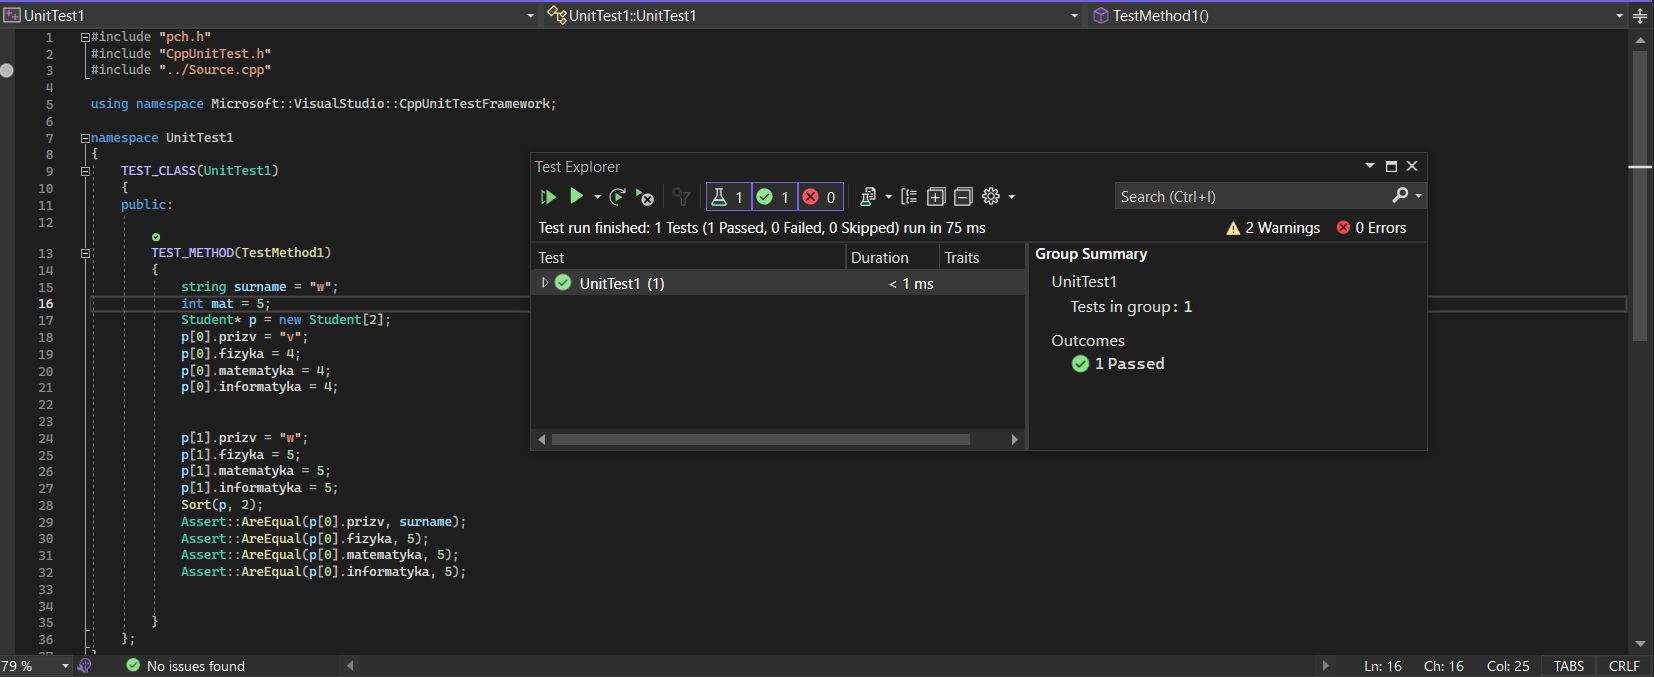 UnitTest1
UnitTest1::UnitTest1
TestMethod1()
1 #include "pch.h"
2 #include "CppUnitTest.h"
3 #include "../Source.cpp"
4
5 using namespace Microsoft::VisualStudio::CppUnitTestFramework;
6
7 namespace UnitTest1
8 {
9 TEST_CLASS(UnitTest1)
10 {
11 public:
12
13 TEST_METHOD(TestMethod1)
14 {
15 string surname = "w";
16 int mat = 5;
17 Student* p = new Student[2];
18 p[0].prizv = "v";
19 p[0].fizyka = 4;
20 p[0].matematyka = 4;
21 p[0].informatyka = 4;
22
23
24 p[1].prizv = "w";
25 p[1].fizyka = 5;
26 p[1].matematyka = 5;
27 p[1].informatyka = 5;
28 Sort(p, 2);
29 Assert::AreEqual(p[0].prizv, surname);
30 Assert::AreEqual(p[0].fizyka, 5);
31 Assert::AreEqual(p[0].matematyka, 5);
32 Assert::AreEqual(p[0].informatyka, 5);
33
34
35 }
36 };
Test Explorer
1 1 0
Search (Ctrl+I)
Test run finished: 1 Tests (1 Passed, 0 Failed, 0 Skipped) run in 75 ms
2 Warnings 0 Errors
Test Duration Traits
UnitTest1 (1) < 1 ms
Group Summary
UnitTest1
Tests in group: 1
Outcomes
1 Passed
79 % No issues found Ln: 16 Ch: 16 Col: 25 TABS CRLF